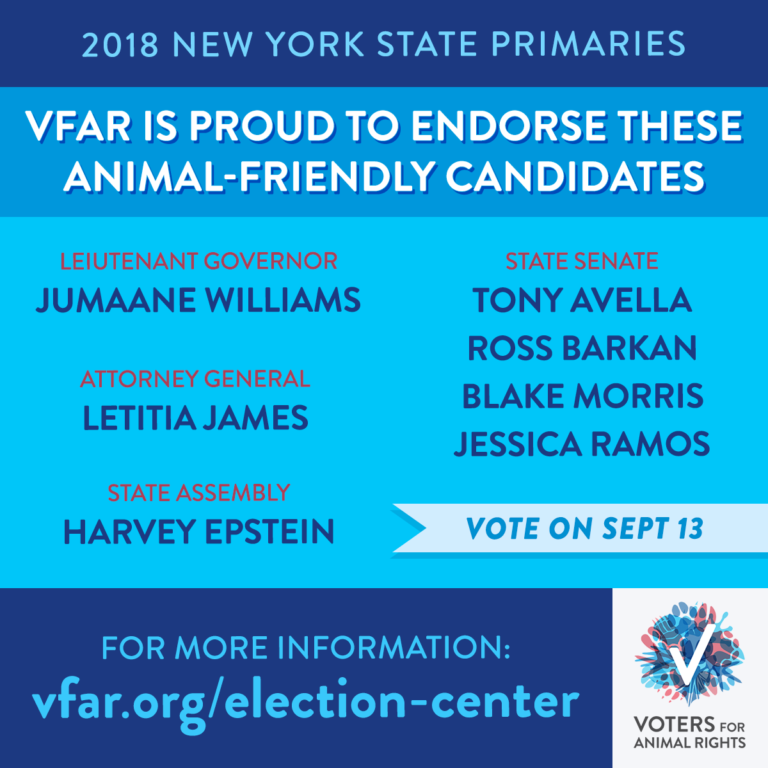 2018 NEW YORK STATE PRIMARIES
VFAR IS PROUD TO ENDORSE THESE
ANIMAL-FRIENDLY CANDIDATES
LEIUTENANT GOVERNOR
JUMAANE WILLIAMS
ATTORNEY GENERAL
LETITIA JAMES
STATE ASSEMBLY
HARVEY EPSTEIN
STATE SENATE
TONY AVELLA
ROSS BARKAN
BLAKE MORRIS
JESSICA RAMOS
VOTE ON SEPT 13
FOR MORE INFORMATION:
vfar.org/election-center
VOTERS FOR
ANIMAL RIGHTS